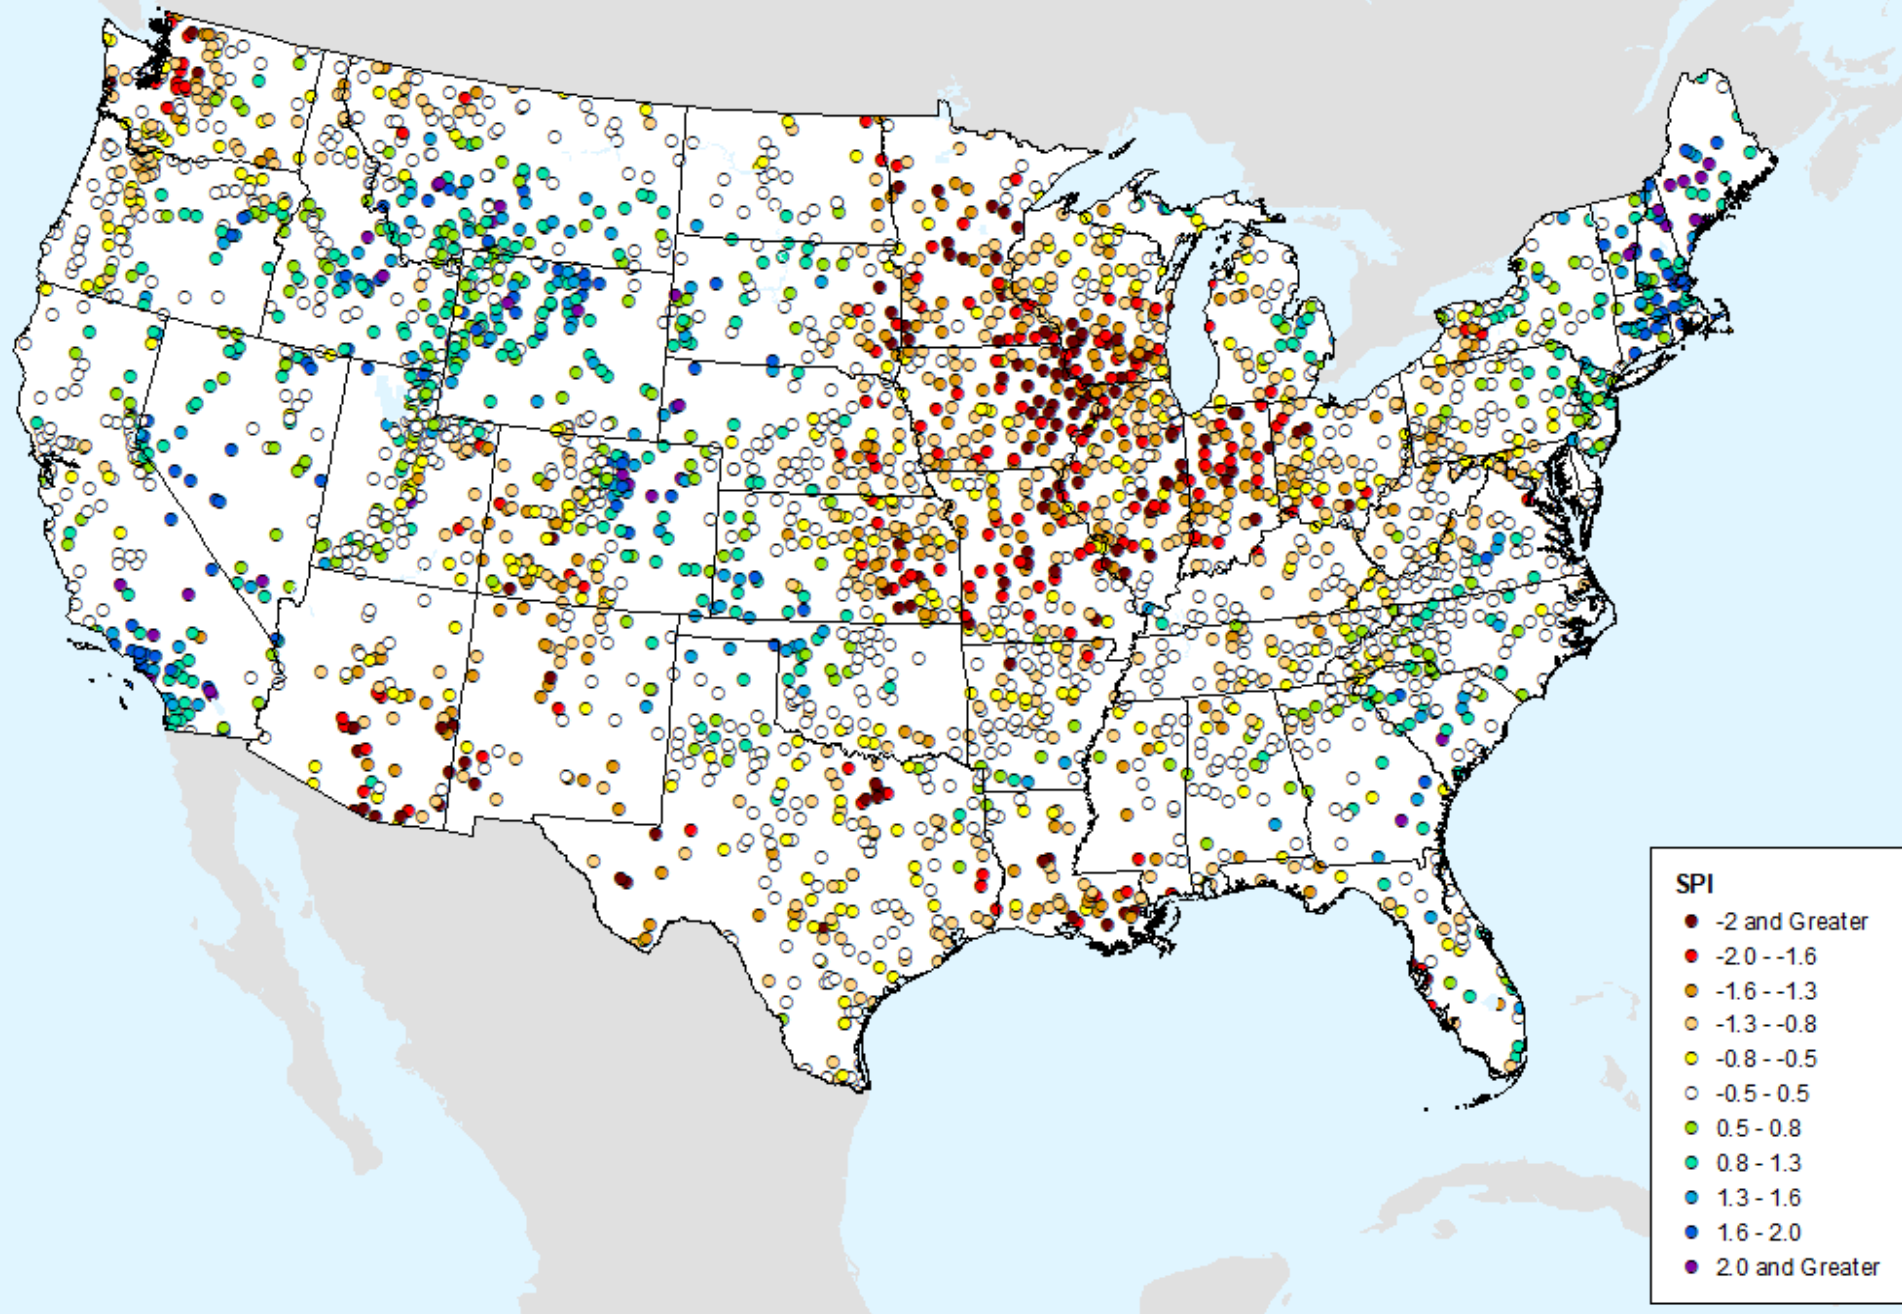 SPI
-2 and Greater
-2.0 - -1.6
-1.6 - -1.3
-1.3 - -0.8
-0.8 - -0.5
-0.5 - 0.5
0.5 - 0.8
0.8 - 1.3
1.3 - 1.6
1.6 - 2.0
2.0 and Greater